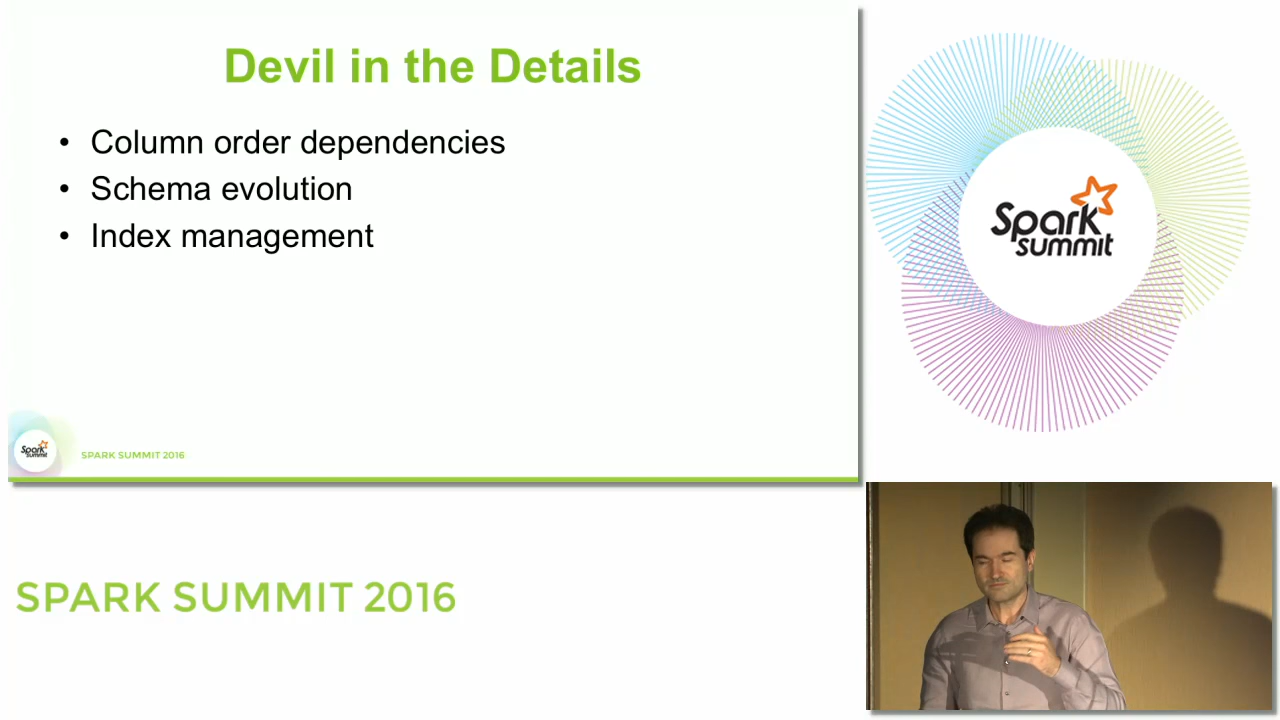 Devil in the Details
• Column order dependencies
• Schema evolution
• Index management
Spark
summit
SPARK SUMMIT 2016
Spark
summit
SPARK SUMMIT 2016